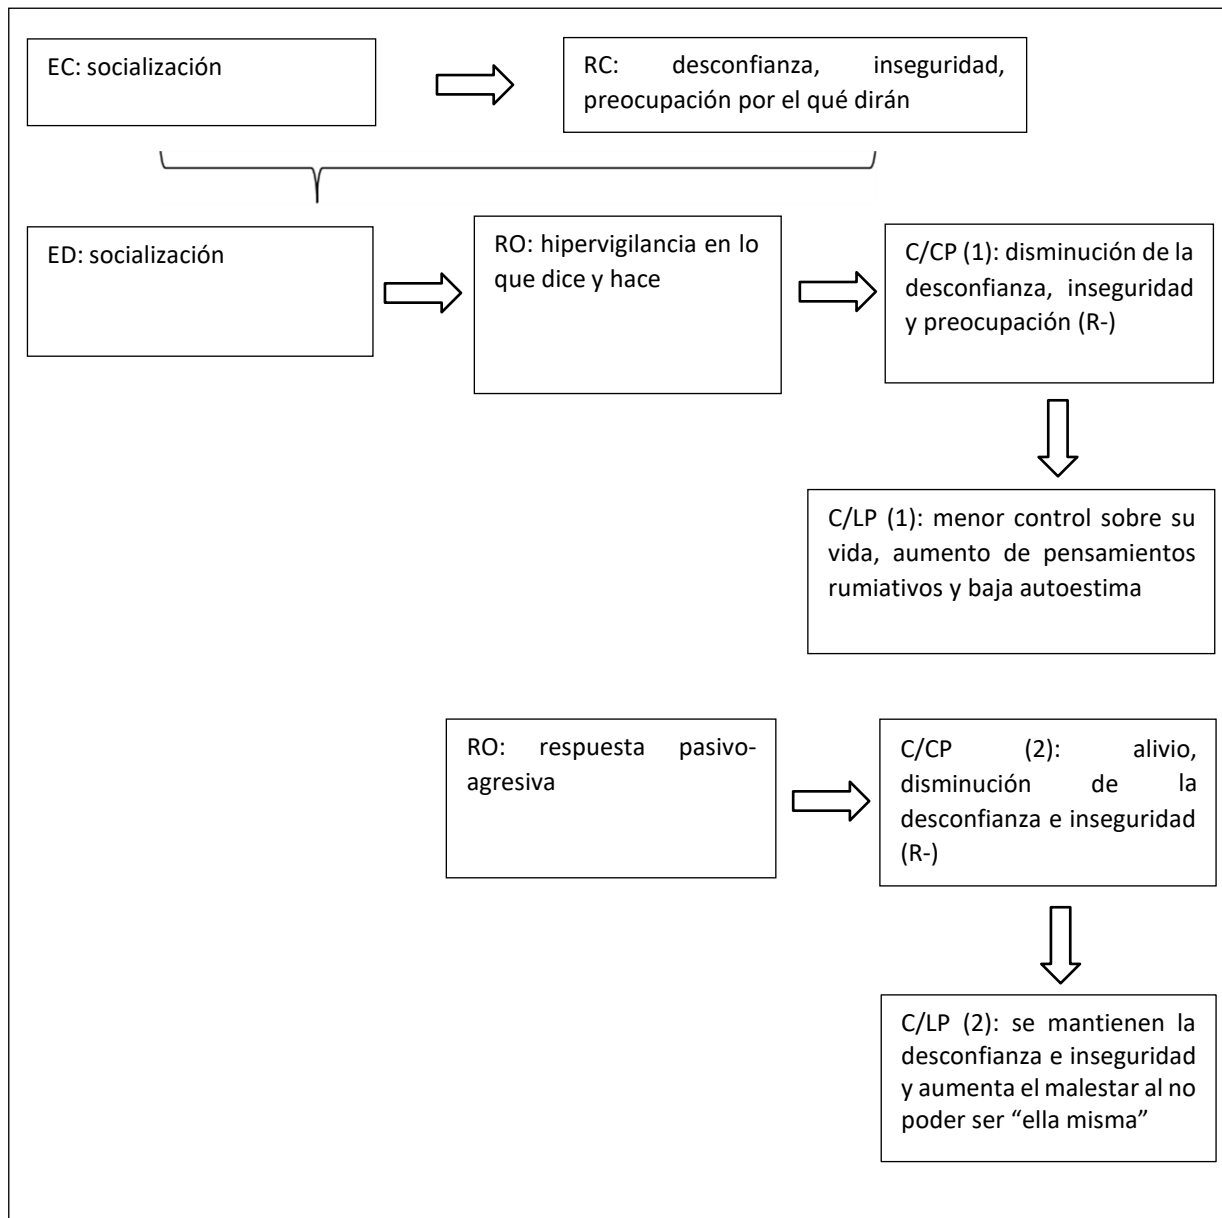 EC: socialización
RC: desconfianza, inseguridad,
preocupación por el qué dirán
ED: socialización
RO: hipervigilancia en lo
que dice y hace
C/CP (1): disminución de la
desconfianza, inseguridad
y preocupación (R-)
C/LP (1): menor control sobre su
vida, aumento de pensamientos
rumiativos y baja autoestima
RO: respuesta pasivo-
agresiva
C/CP (2): alivio,
disminución de la
desconfianza e inseguridad
(R-)
C/LP (2): se mantienen la
desconfianza e inseguridad
y aumenta el malestar al no
poder ser “ella misma”